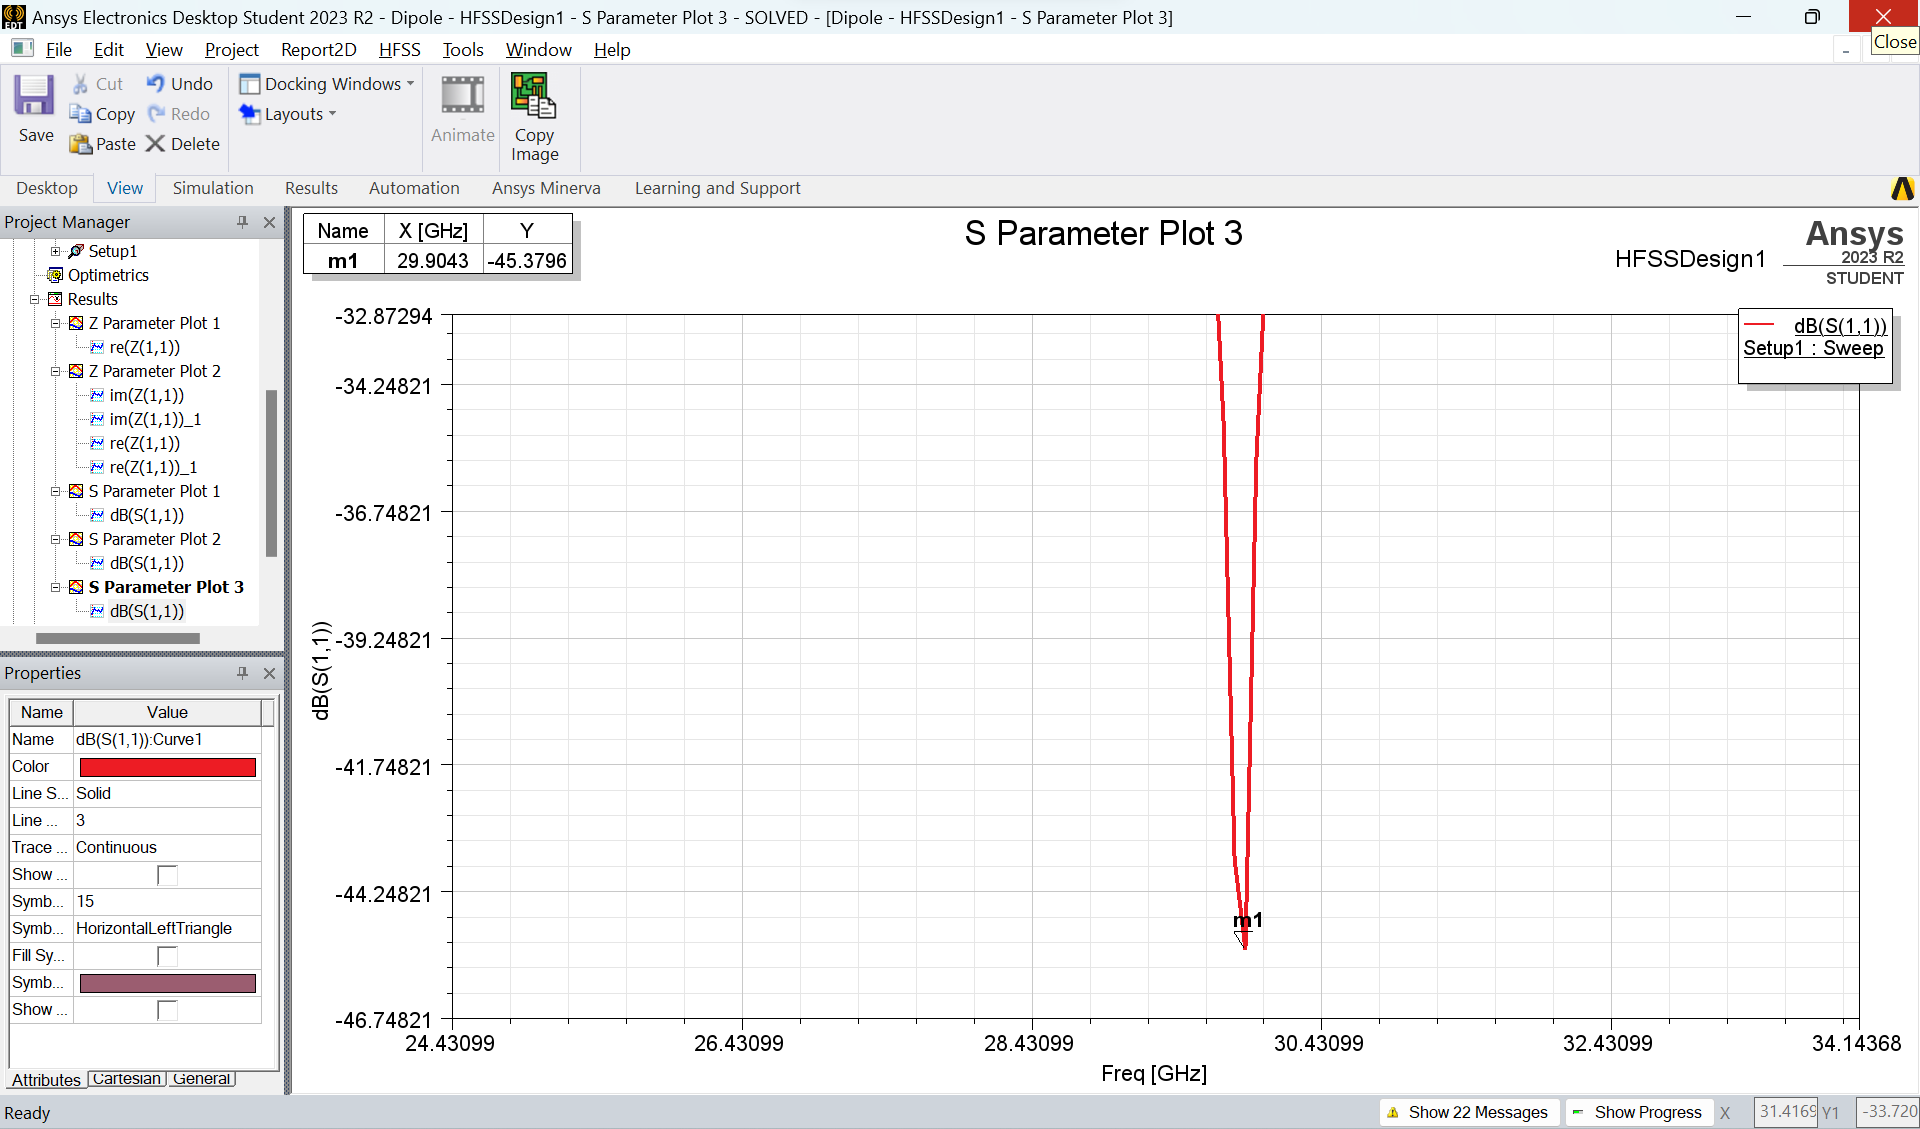 Ansys Electronics Desktop Student 2023 R2 - Dipole - HFSSDesign1 - S Parameter Plot 3 - SOLVED - [Dipole - HFSSDesign1 - S Parameter Plot 3]
File Edit View Project Report2D HFSS Tools Window Help
Close
Save
Cut
Copy
Paste
Undo
Redo
Delete
Docking Windows
Layouts
Animate
Copy
Image
Desktop View Simulation Results Automation Ansys Minerva Learning and Support
Project Manager
Setup1
Optimetrics
Results
Z Parameter Plot 1
re(Z(1,1))
Z Parameter Plot 2
im(Z(1,1))
im(Z(1,1))_1
re(Z(1,1))
re(Z(1,1))_1
S Parameter Plot 1
dB(S(1,1))
S Parameter Plot 2
dB(S(1,1))
S Parameter Plot 3
dB(S(1,1))
Properties
Name Value
Name dB(S(1,1)):Curve1
Color
Line S... Solid
Line ... 3
Trace ... Continuous
Show ...
Symb... 15
Symb... HorizontalLeftTriangle
Fill Sy...
Symb...
Show ...
Attributes Cartesian General
Name X [GHz] Y
m1 29.9043 -45.3796
S Parameter Plot 3
HFSSDesign1
Ansys
2023 R2
STUDENT
dB(S(1,1))
Setup1 : Sweep
-32.87294
-34.24821
-36.74821
-39.24821
-41.74821
-44.24821
-46.74821
dB(S(1,1))
m1
24.43099 26.43099 28.43099 30.43099 32.43099 34.14368
Freq [GHz]
Ready
Show 22 Messages Show Progress X 31.4169 Y1 -33.720